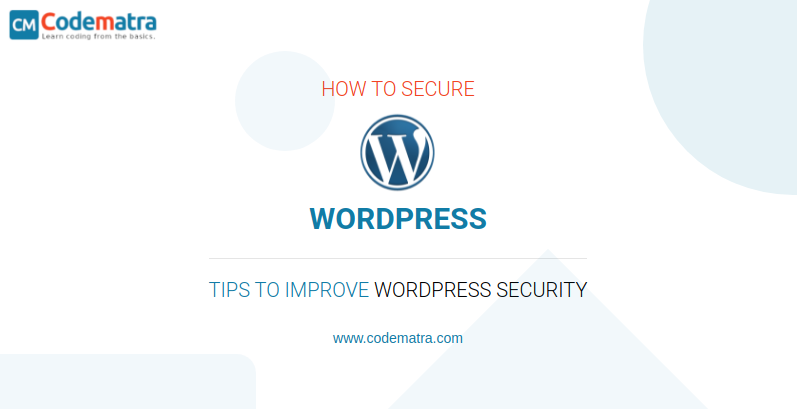 CM Codematra
Learn coding from the basics.
HOW TO SECURE
W
WORDPRESS
TIPS TO IMPROVE WORDPRESS SECURITY
www.codematra.com